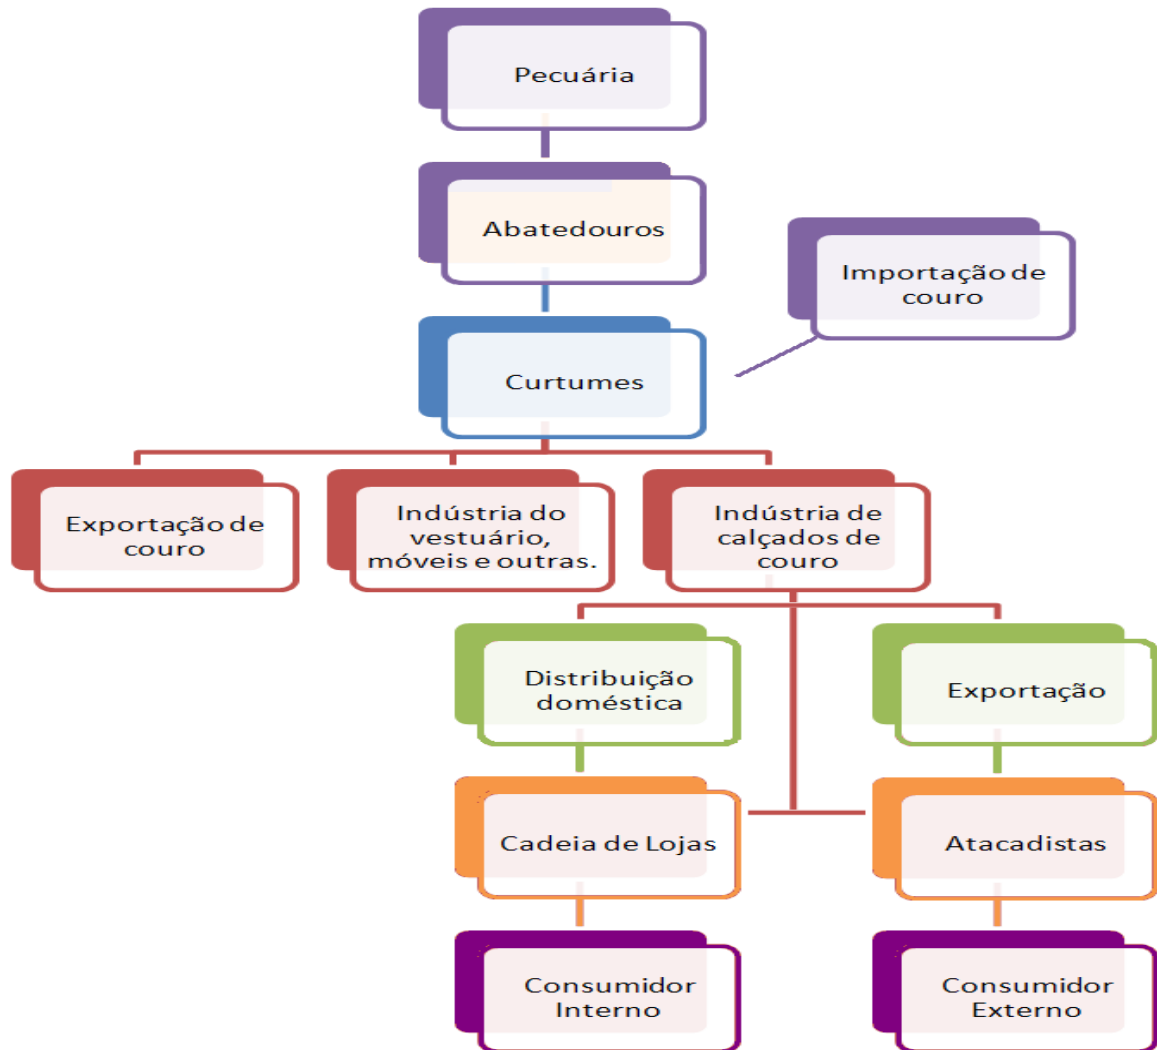 Pecuária
Abatedouros
Importação de
couro
Curtumes
Exportação de
couro
Indústria do
vestuário,
móveis e outras.
Indústria de
calçados de
couro
Distribuição
doméstica
Exportação
Cadeia de Lojas
Atacadistas
Consumidor
Interno
Consumidor
Externo